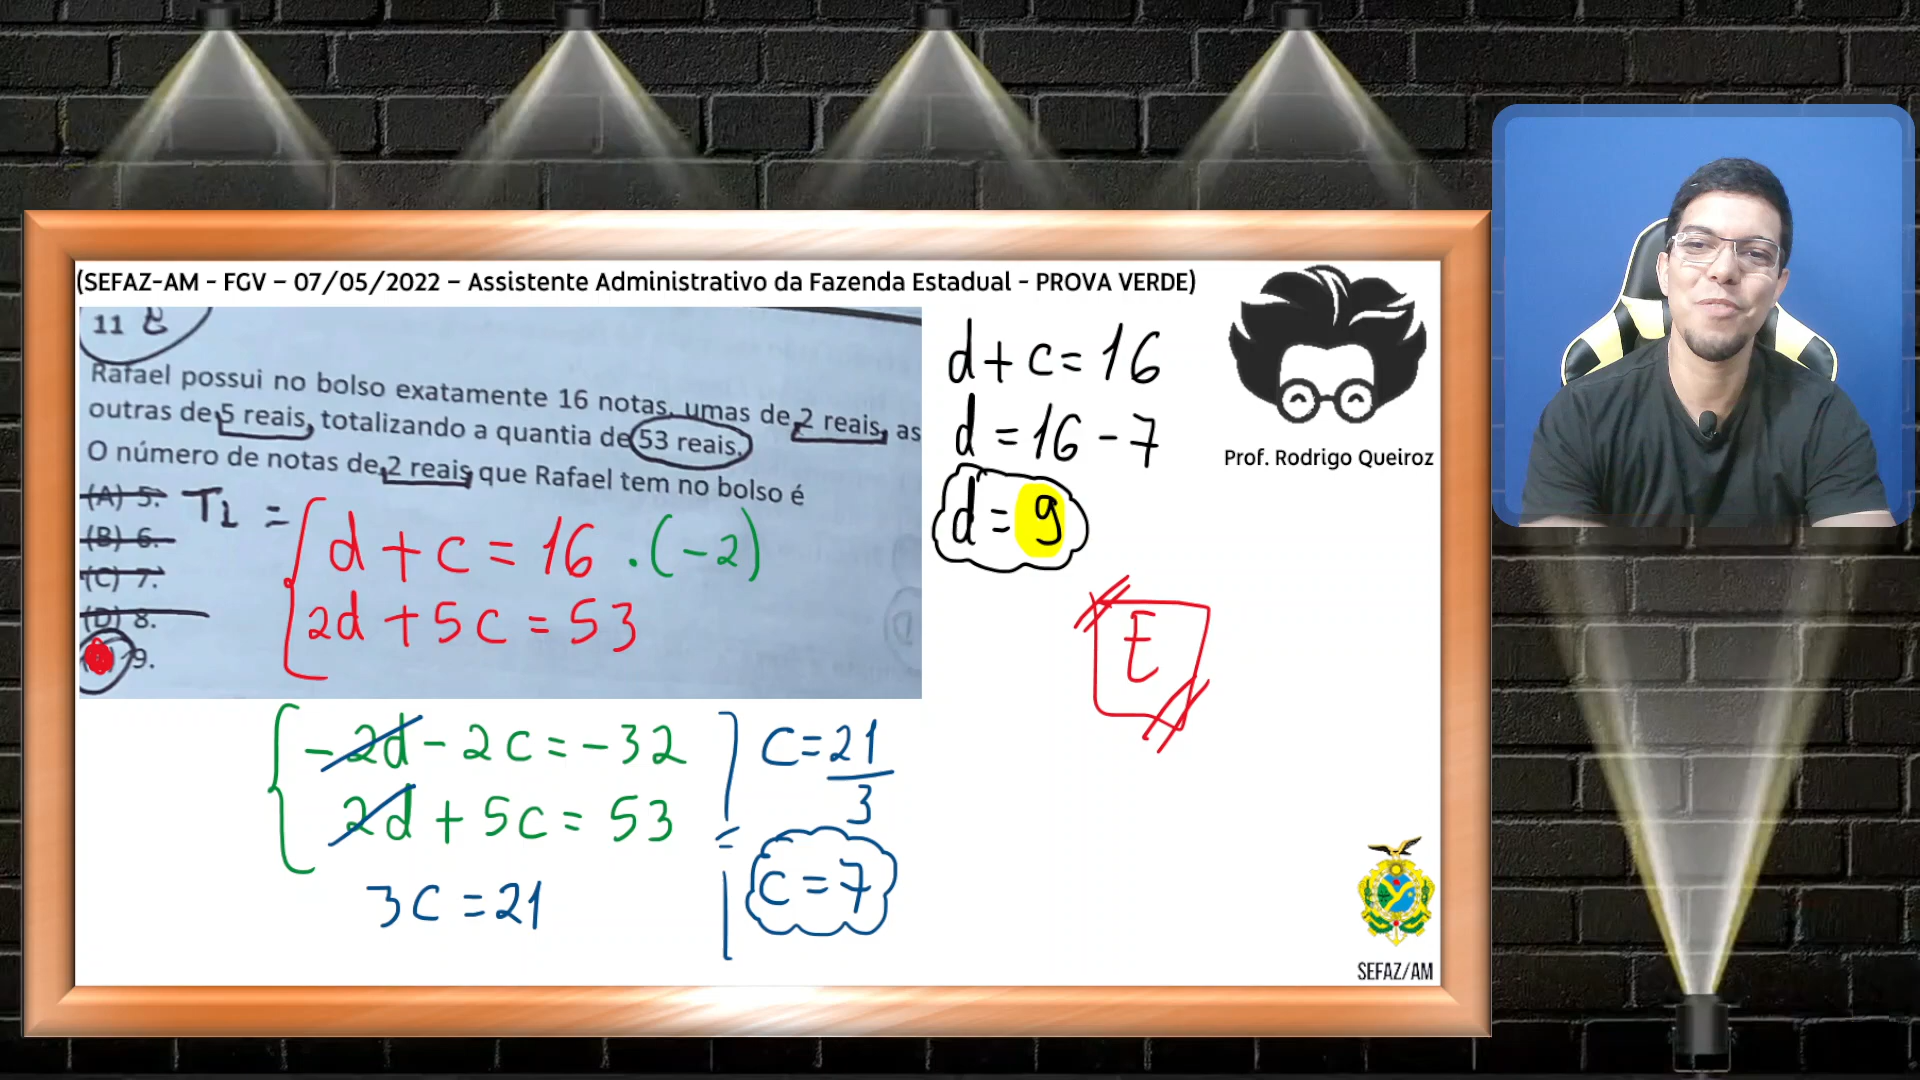 (SEFAZ-AM - FGV – 07/05/2022 – Assistente Administrativo da Fazenda Estadual - PROVA VERDE)
11
Rafael possui no bolso exatamente 16 notas, umas de 2 reais, as
outras de 5 reais, totalizando a quantia de 53 reais.
O número de notas de 2 reais que Rafael tem no bolso é
(A) 5.
(B) 6.
(C) 7.
(D) 8.
9.
d + c = 16 . (-2)
2d + 5c = 53
-2d - 2c = -32
2d + 5c = 53
3c = 21
c = 21
3
c = 7
d + c = 16
d = 16 - 7
d = 9
E
Prof. Rodrigo Queiroz
SEFAZ/AM